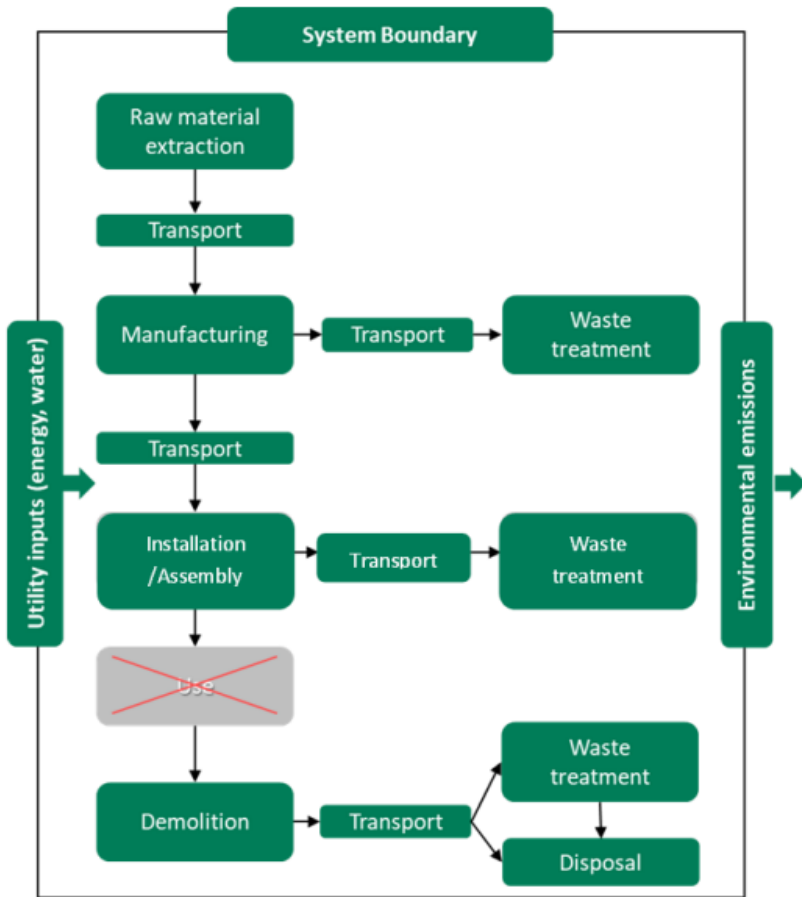 System Boundary
Raw material
extraction
Transport
Manufacturing
Transport
Waste
treatment
Transport
Installation
/Assembly
Transport
Waste
treatment
Use
Demolition
Transport
Waste
treatment
Disposal
Utility inputs (energy, water)
Environmental emissions